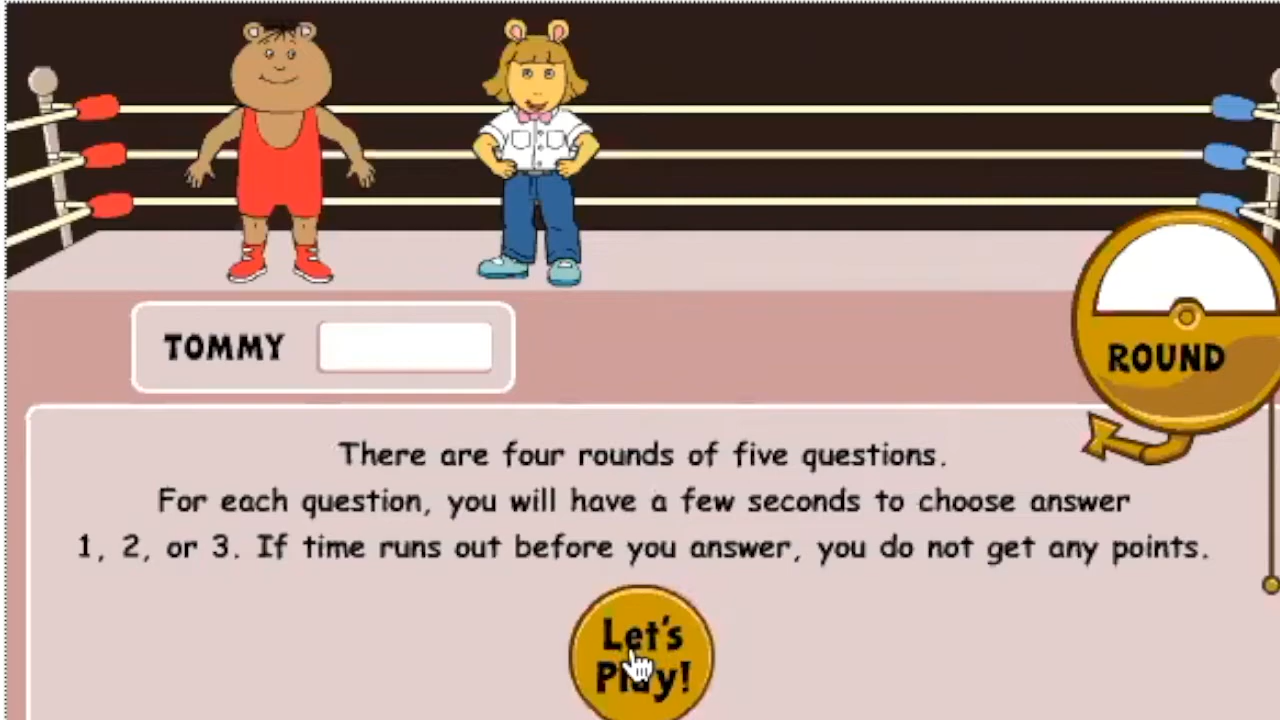 TOMMY
ROUND
There are four rounds of five questions.
For each question, you will have a few seconds to choose answer
1, 2, or 3. If time runs out before you answer, you do not get any points.
Let's
Play!